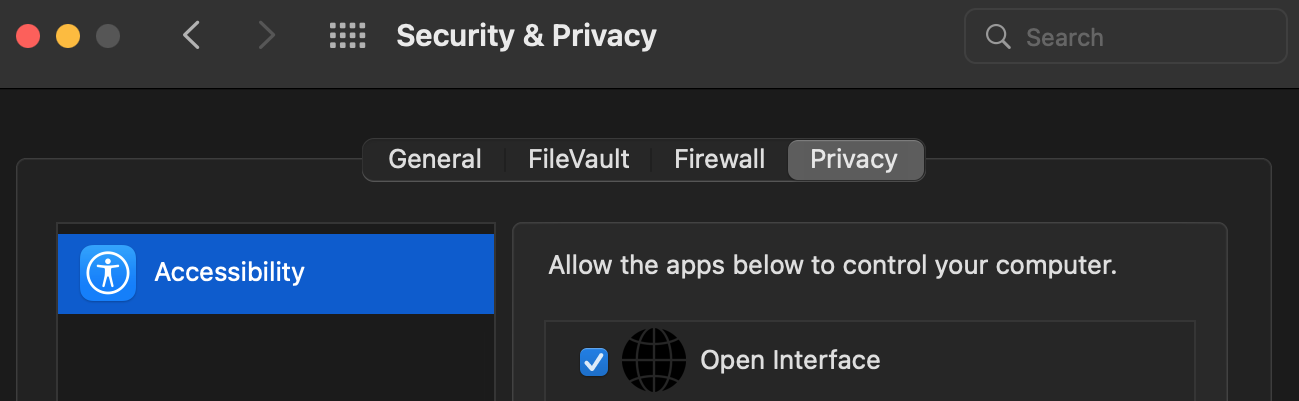 Security & Privacy
Search
General
FileVault
Firewall
Privacy
Accessibility
Allow the apps below to control your computer.
Open Interface